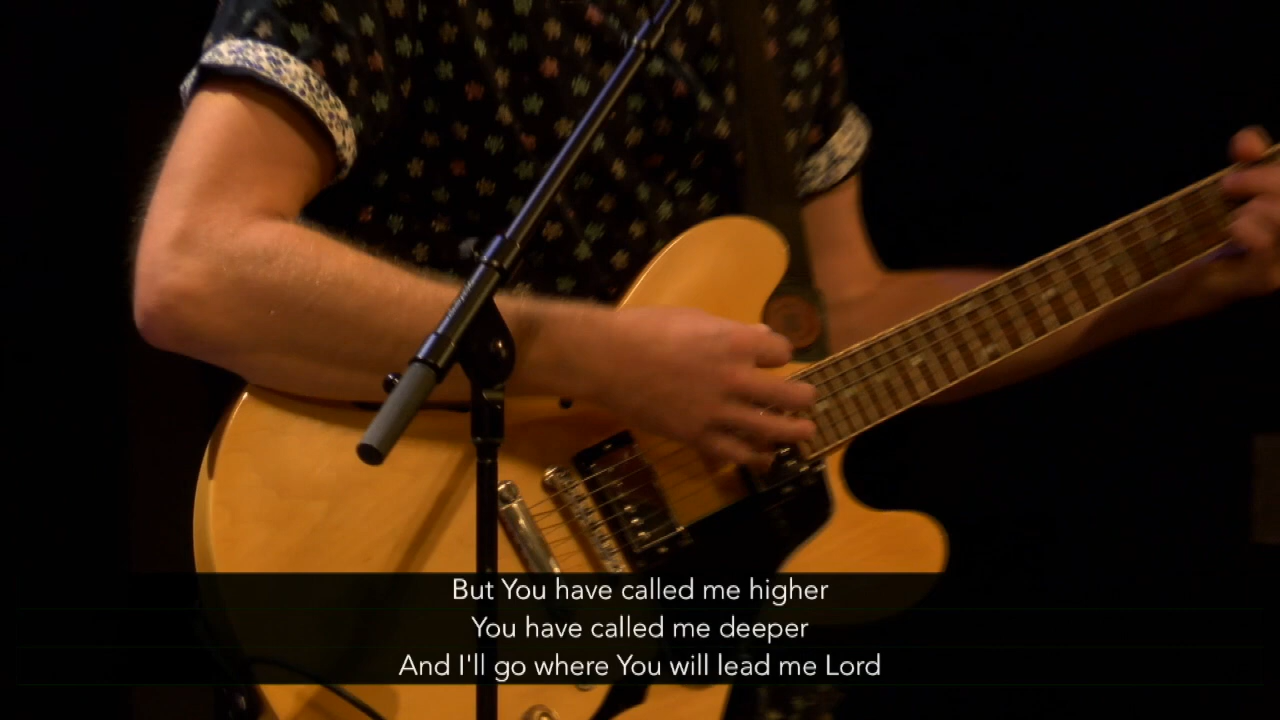 But You have called me higher
You have called me deeper
And I'll go where You will lead me Lord